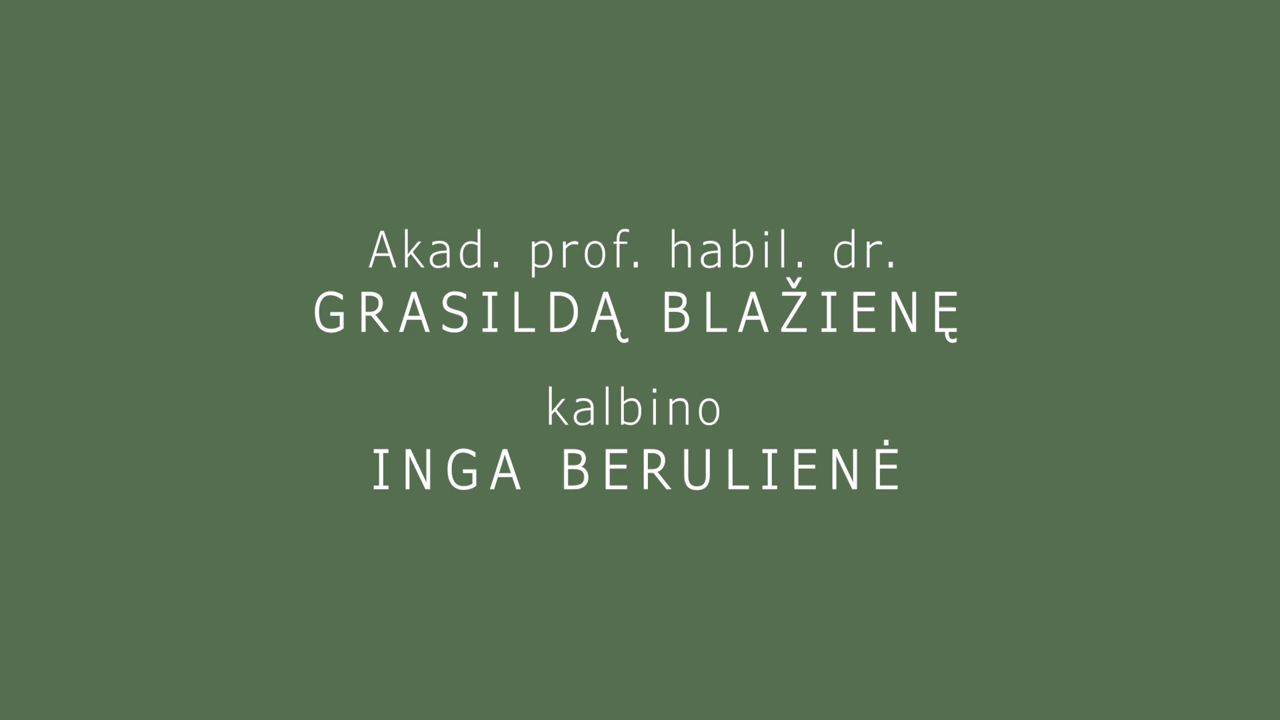 Akad. prof. habil. dr.
GRASILDĄ BLAŽIENĘ
kalbino
INGA BERULIENĖ